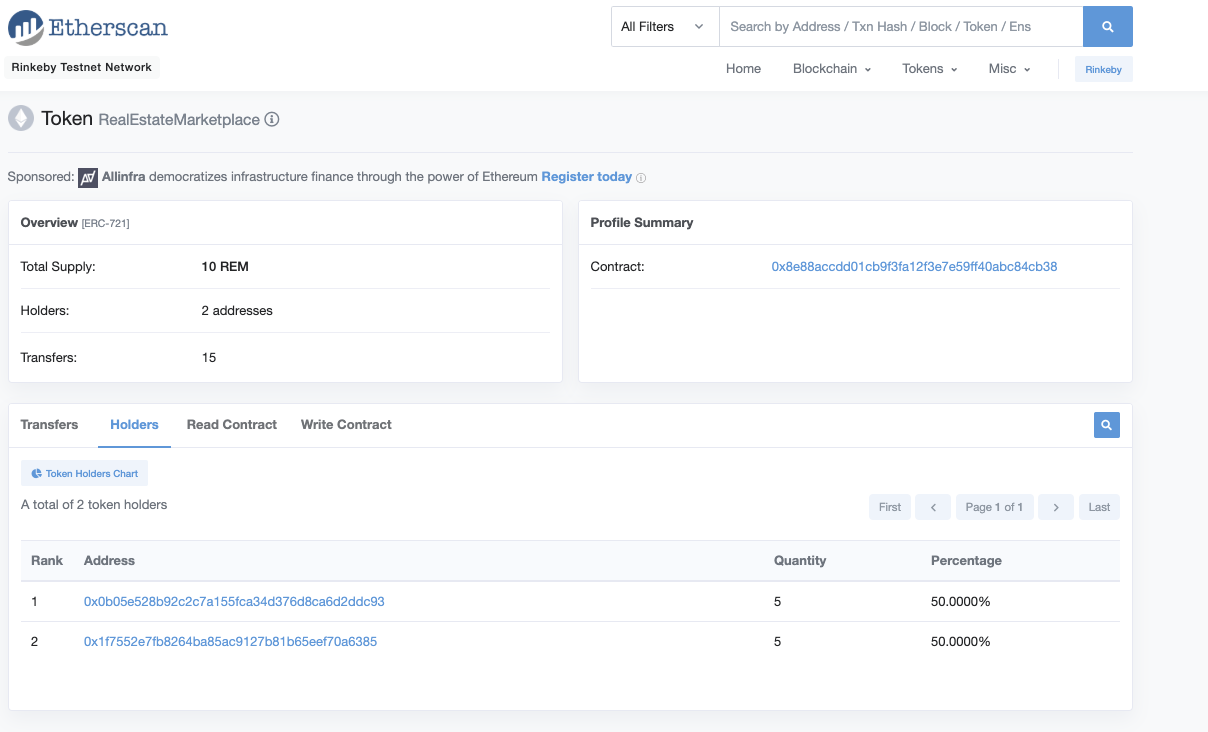 Etherscan
All Filters
Search by Address / Txn Hash / Block / Token / Ens
Rinkeby Testnet Network
Home Blockchain Tokens Misc Rinkeby
Token RealEstateMarketplace
Sponsored: Allinfra democratizes infrastructure finance through the power of Ethereum Register today
Overview [ERC-721]
Total Supply: 10 REM
Holders: 2 addresses
Transfers: 15
Profile Summary
Contract: 0x8e88accdd01cb9f3fa12f3e7e59ff40abc84cb38
Transfers Holders Read Contract Write Contract
Token Holders Chart
A total of 2 token holders
First Page 1 of 1 Last
Rank Address Quantity Percentage
1 0x0b05e528b92c2c7a155fca34d376d8ca6d2ddc93 5 50.0000%
2 0x1f7552e7fb8264ba85ac9127b81b65eef70a6385 5 50.0000%